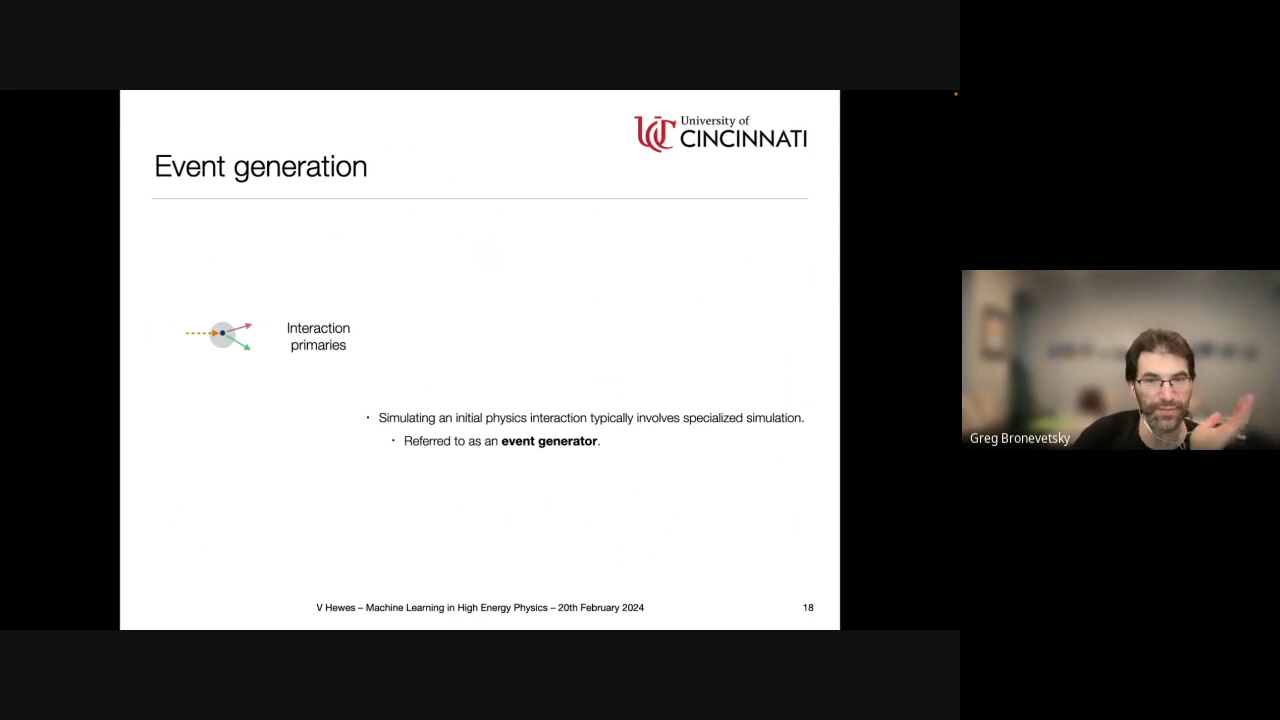 University of
CINCINNATI
Event generation
Interaction
primaries
• Simulating an initial physics interaction typically involves specialized simulation.
• Referred to as an event generator.
V Hewes – Machine Learning in High Energy Physics – 20th February 2024
18
Greg Bronevetsky